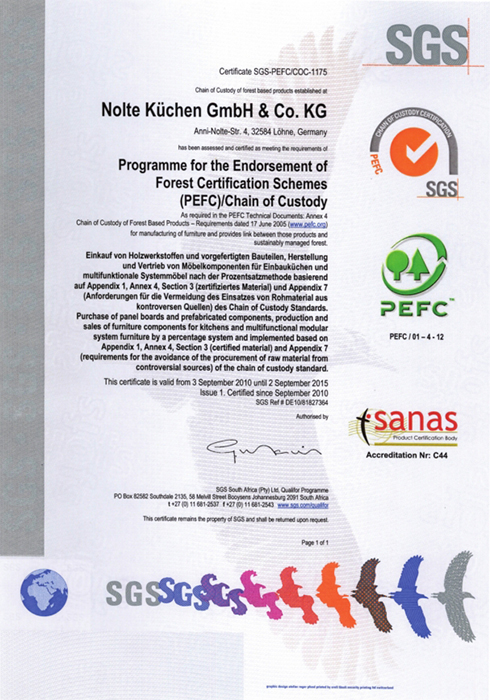 SGS
Certificate SGS-PEFC/COC-1175
Chain of Custody of forest based products established at
Nolte Küchen GmbH & Co. KG
Anni-Nolte-Str. 4, 32584 Löhne, Germany
has been assessed and certified as meeting the requirements of
Programme for the Endorsement of
Forest Certification Schemes
(PEFC)/Chain of Custody
As required in the PEFC Technical Documents: Annex 4
Chain of Custody of Forest Based Products – Requirements dated 17 June 2005 (www.pefc.org)
for manufacturing of furniture and provides link between those products and
sustainably managed forest.
Einkauf von Holzwerkstoffen und vorgefertigten Bauteilen, Herstellung
und Vertrieb von Möbelkomponenten für Einbauküchen und
multifunktionale Systemmöbel nach der Prozentsatzmethode basierend
auf Appendix 1, Annex 4, Section 3 (zertifiziertes Material) und Appendix 7
(Anforderungen für die Vermeidung des Einsatzes von Rohmaterial aus
kontroversen Quellen) des Chain of Custody Standards.
Purchase of panel boards and prefabricated components, production and
sales of furniture components for kitchens and multifunctional modular
system furniture by a percentage system and implemented based on
Appendix 1, Annex 4, Section 3 (certified material) and Appendix 7
(requirements for the avoidance of the procurement of raw material from
controversial sources) of the chain of custody standard.
This certificate is valid from 3 September 2010 until 2 September 2015
Issue 1. Certified since September 2010
SGS Ref # DE10/81827364
Authorised by
SGS South Africa (Pty) Ltd, Qualifor Programme
PO Box 82582 Southdale 2135, 58 Melvill Street Booysens Johannesburg 2091 South Africa
t +27 (0) 11 681-2537 f +27 (0) 11 681-2543 www.sgs.com/qualifor
This certificate remains the property of SGS and shall be returned upon request.
Page 1 of 1
CHAIN OF CUSTODY CERTIFICATION
PEFC
SGS
PEFC™
PEFC / 01 – 4 - 12
sanas
Product Certification Body
Accreditation Nr: C44
SGSSGSSGSSGS